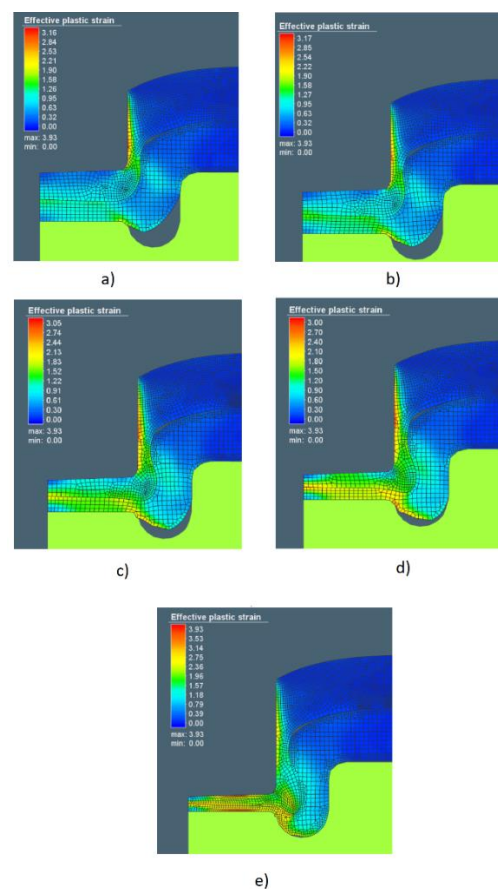 Effective plastic strain
3.16
2.84
2.53
2.21
1.90
1.58
1.26
0.95
0.63
0.32
0.00
max: 3.93
min: 0.00
a)
Effective plastic strain
3.17
2.85
2.54
2.22
1.90
1.58
1.27
0.95
0.63
0.32
0.00
max: 3.93
min: 0.00
b)
Effective plastic strain
3.05
2.74
2.44
2.13
1.83
1.52
1.22
0.91
0.61
0.30
0.00
max: 3.93
min: 0.00
c)
Effective plastic strain
3.00
2.70
2.40
2.10
1.80
1.50
1.20
0.90
0.60
0.30
0.00
max: 3.93
min: 0.00
d)
Effective plastic strain
3.93
3.53
3.14
2.75
2.36
1.96
1.57
1.18
0.79
0.39
0.00
max: 3.93
min: 0.00
e)